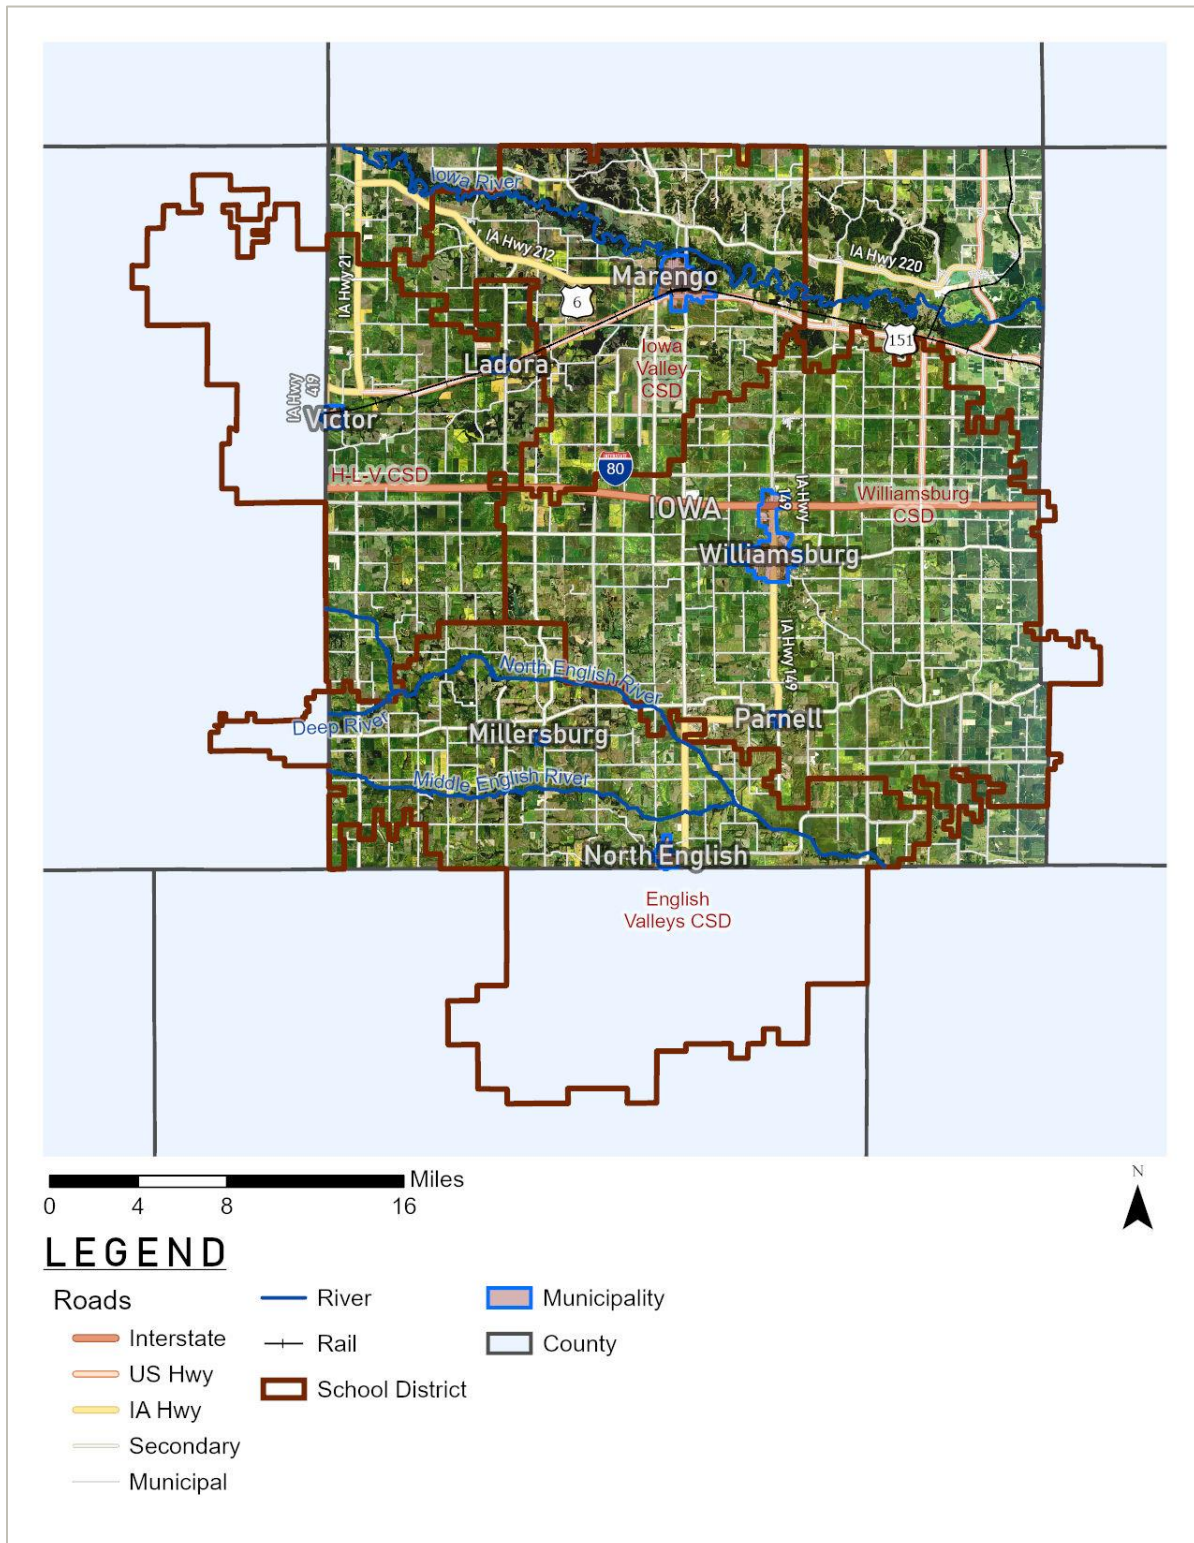 Iowa River
IA Hwy 21
IA Hwy 212
IA Hwy 220
Marengo
6
151
Iowa
Valley
CSD
Ladora
IA Hwy
419
Victor
H-L-V CSD
INTERSTATE
80
IOWA
IA Hwy
149
Williamsburg
CSD
Williamsburg
IA Hwy 149
North English River
Deep River
Millersburg
Parnell
Middle English River
North English
English
Valleys CSD
Miles
0 4 8 16
N
LEGEND
Roads
Interstate
US Hwy
IA Hwy
Secondary
Municipal
River
Rail
School District
Municipality
County